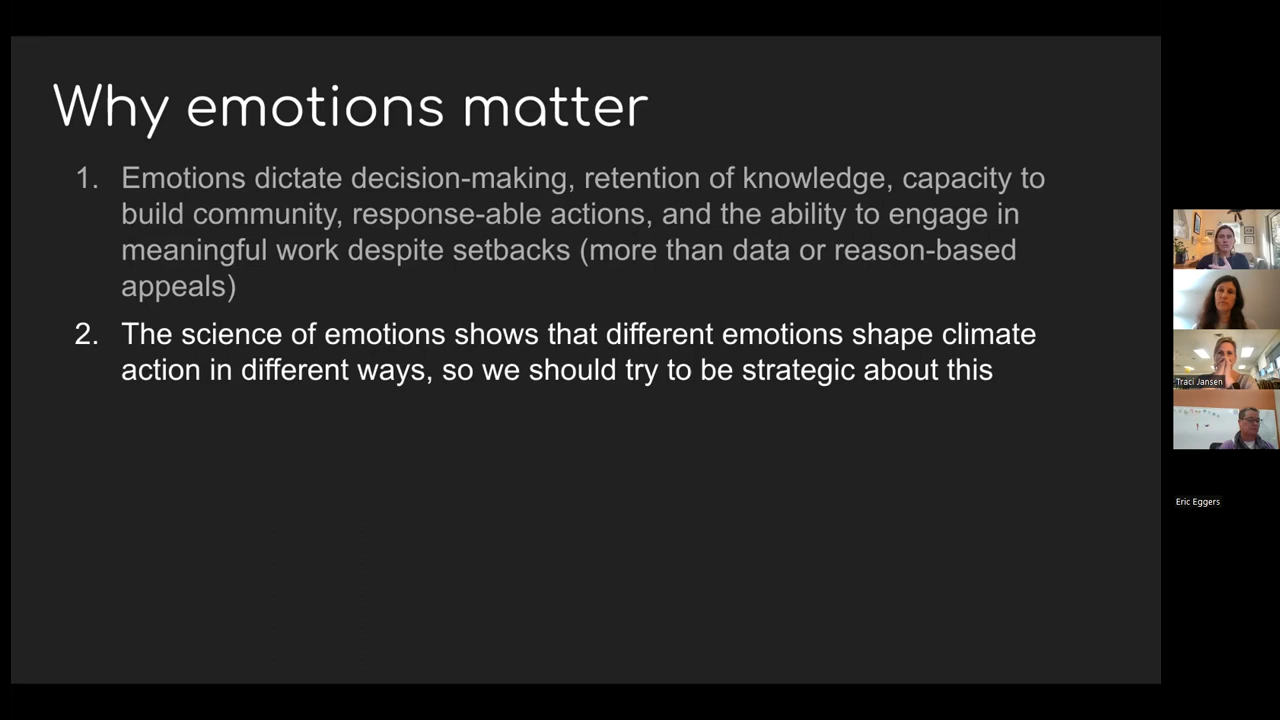 Why emotions matter
1. Emotions dictate decision-making, retention of knowledge, capacity to
build community, response-able actions, and the ability to engage in
meaningful work despite setbacks (more than data or reason-based
appeals)
2. The science of emotions shows that different emotions shape climate
action in different ways, so we should try to be strategic about this
Traci Jansen
Eric Eggers